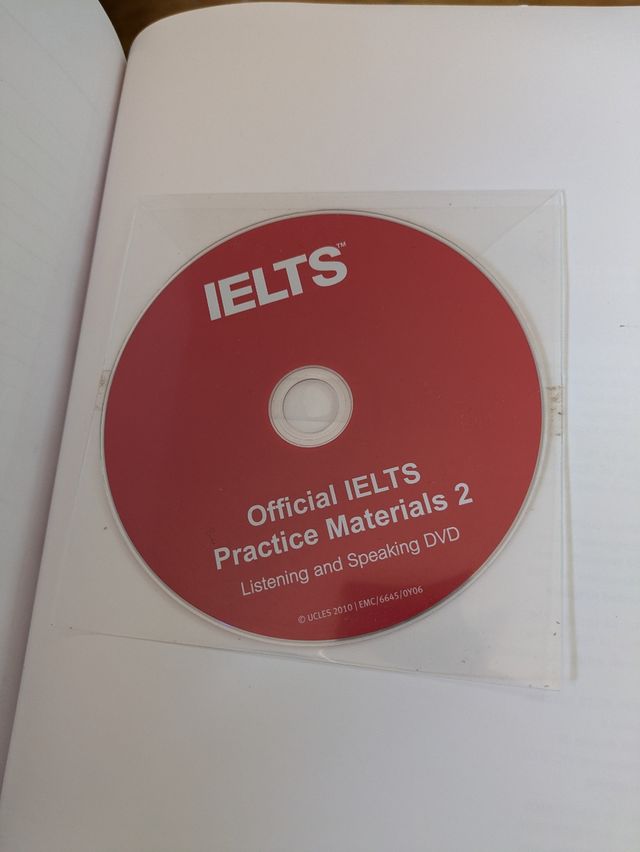 IELTS™
Official IELTS
Practice Materials 2
Listening and Speaking DVD
© UCLES 2010 | EMC/6645/0Y06